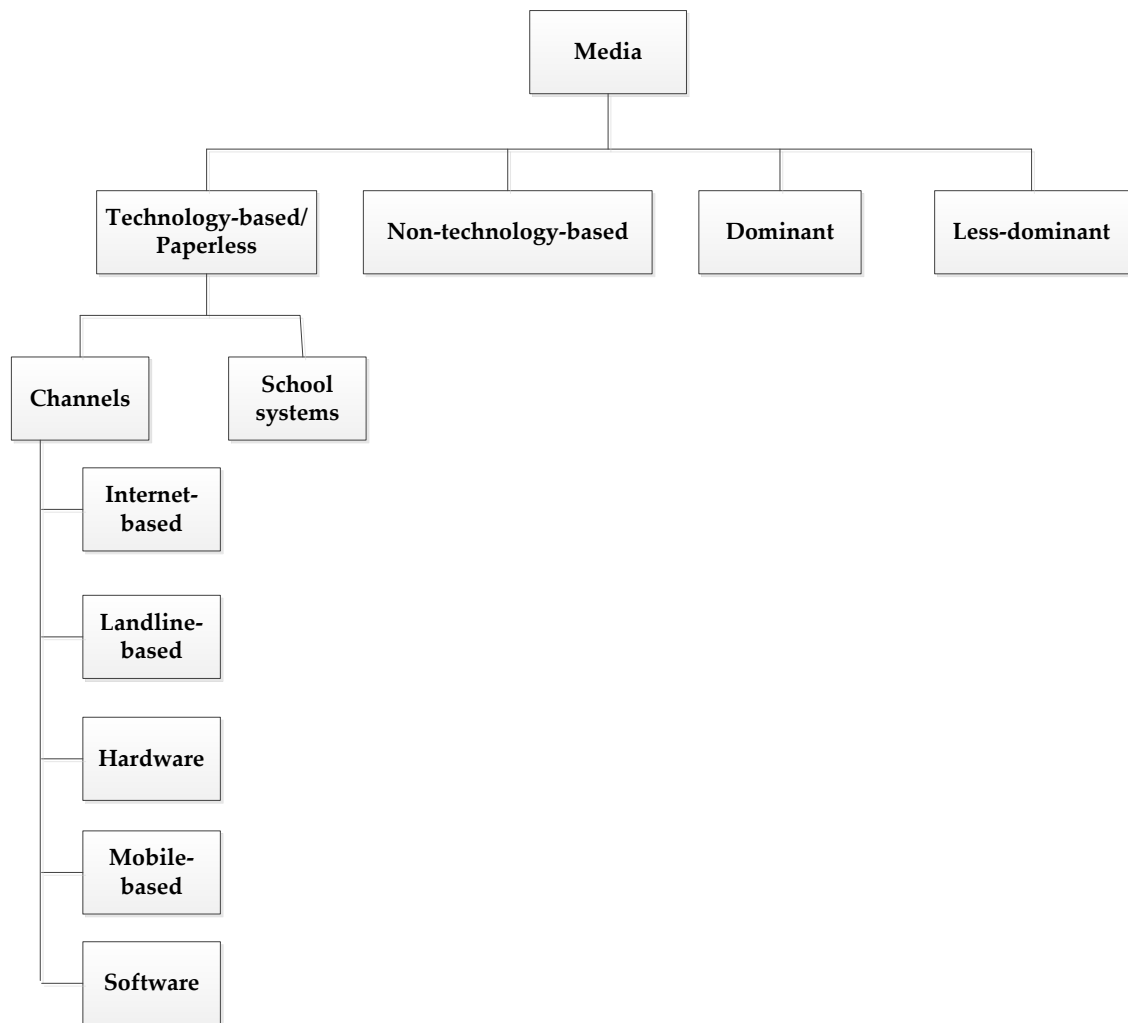 Media
Technology-based/
Paperless
Non-technology-based
Dominant
Less-dominant
Channels
School
systems
Internet-
based
Landline-
based
Hardware
Mobile-
based
Software